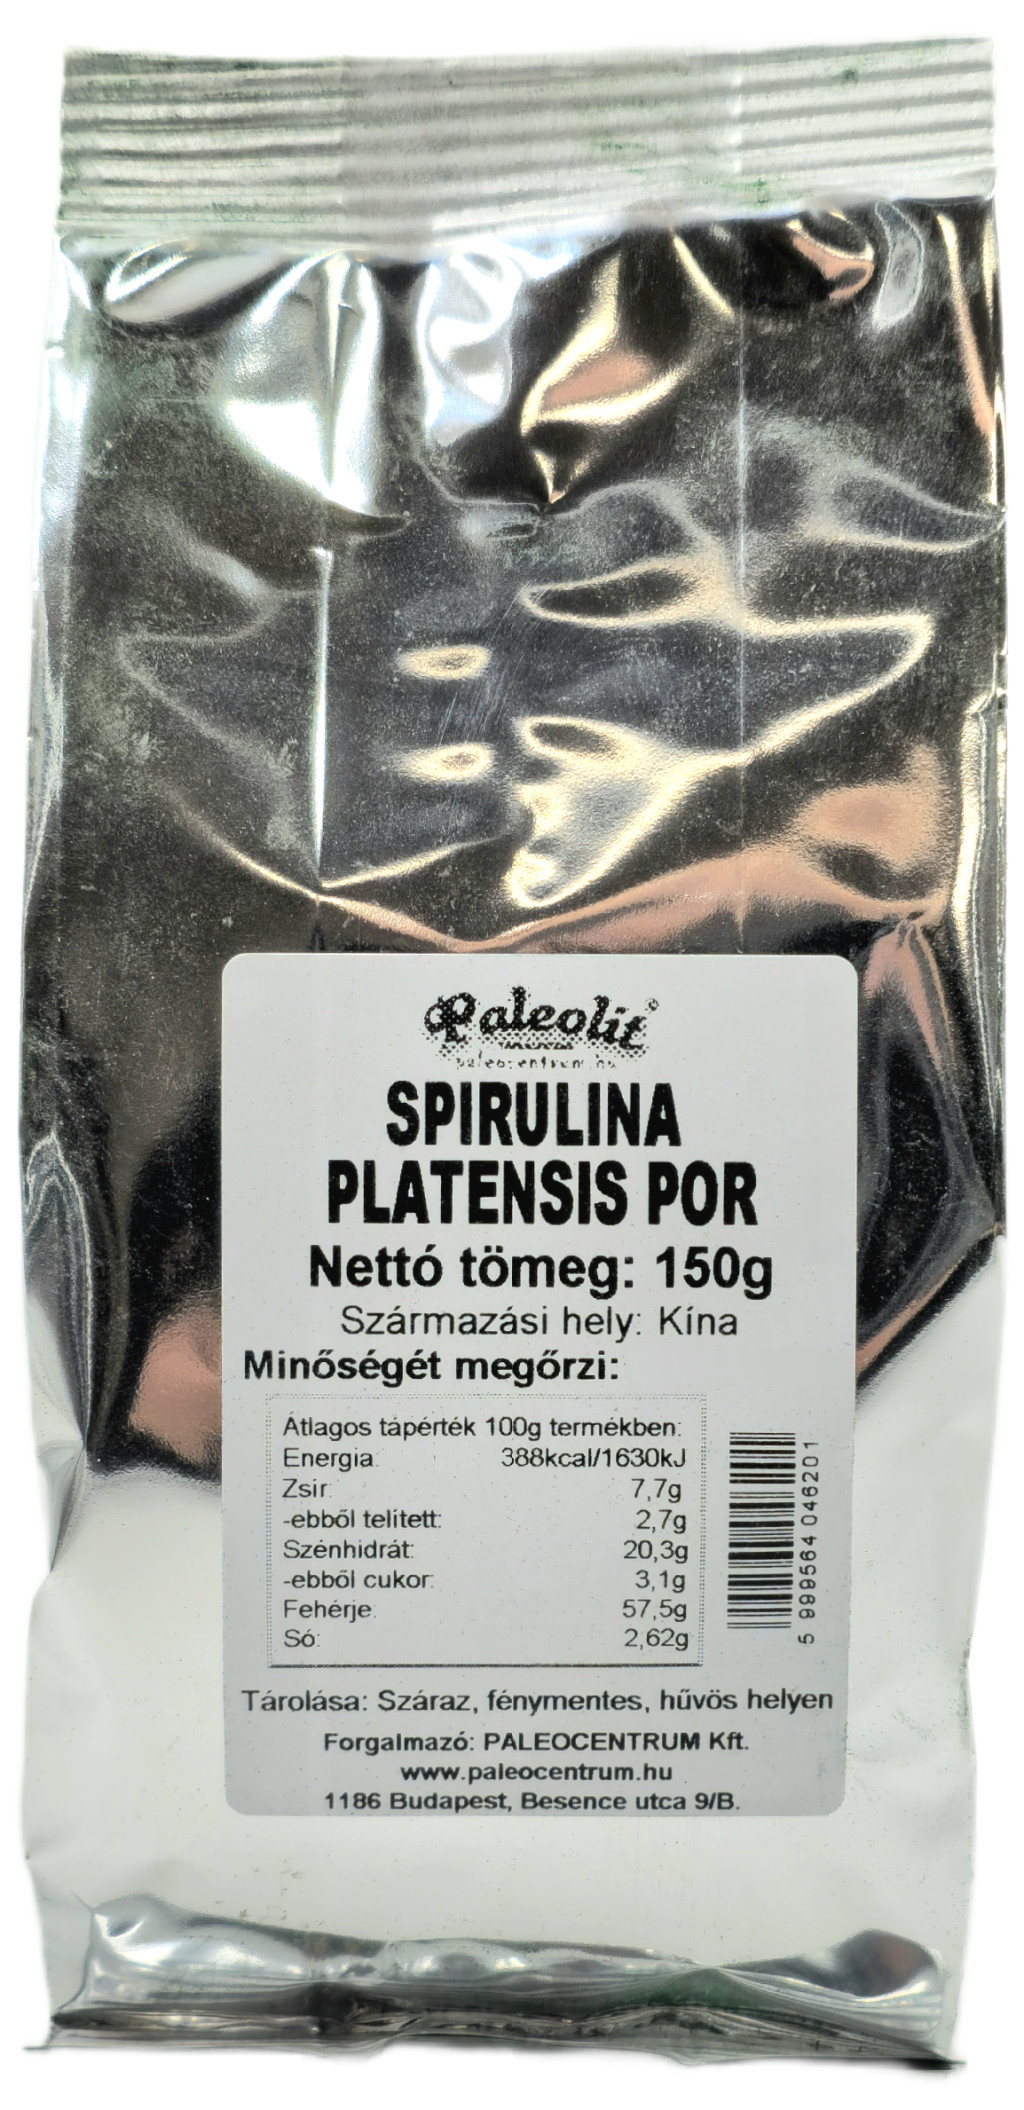 Paleolit
paleocentrum.hu
SPIRULINA
PLATENSIS POR
Nettó tömeg: 150g
Származási hely: Kína
Minőségét megőrzi:
Átlagos tápérték 100g termékben:
Energia: 388kcal/1630kJ
Zsír: 7,7g
-ebből telített: 2,7g
Szénhidrát: 20,3g
-ebből cukor: 3,1g
Fehérje: 57,5g
Só: 2,62g
5 999564 046201
Tárolása: Száraz, fénymentes, hűvös helyen
Forgalmazó: PALEOCENTRUM Kft.
www.paleocentrum.hu
1186 Budapest, Besence utca 9/B.